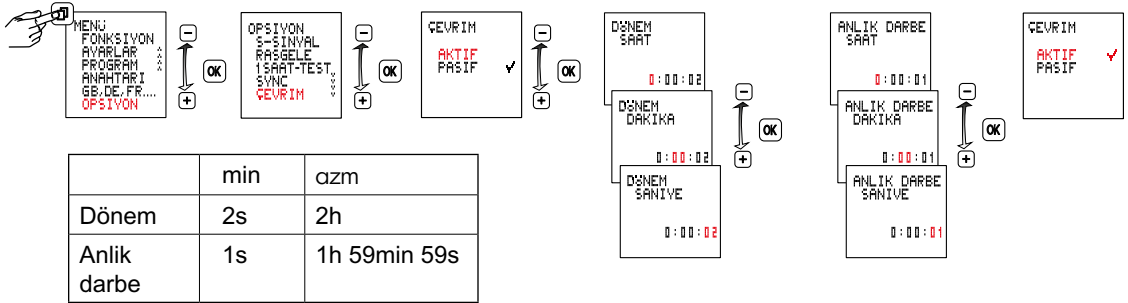 MENÜ
FONKSIYON
AYARLAR
PROGRAM
ANAHTARI
GB,DE,FR....
OPSIYON
OK
OPSIYON
S-SINYAL
RASGELE
1SAAT-TEST
SYNC
ÇEVRIM
OK
ÇEVRIM
AKTIF
PASIF
OK
DÖNEM
SAAT
0:00:02
DÖNEM
DAKIKA
0:00:02
DÖNEM
SANIYE
0:00:02
OK
ANLIK DARBE
SAAT
0:00:01
ANLIK DARBE
DAKIKA
0:00:01
ANLIK DARBE
SANIYE
0:00:01
OK
ÇEVRIM
AKTIF
PASIF
min azm
Dönem 2s 2h
Anlik darbe 1s 1h 59min 59s